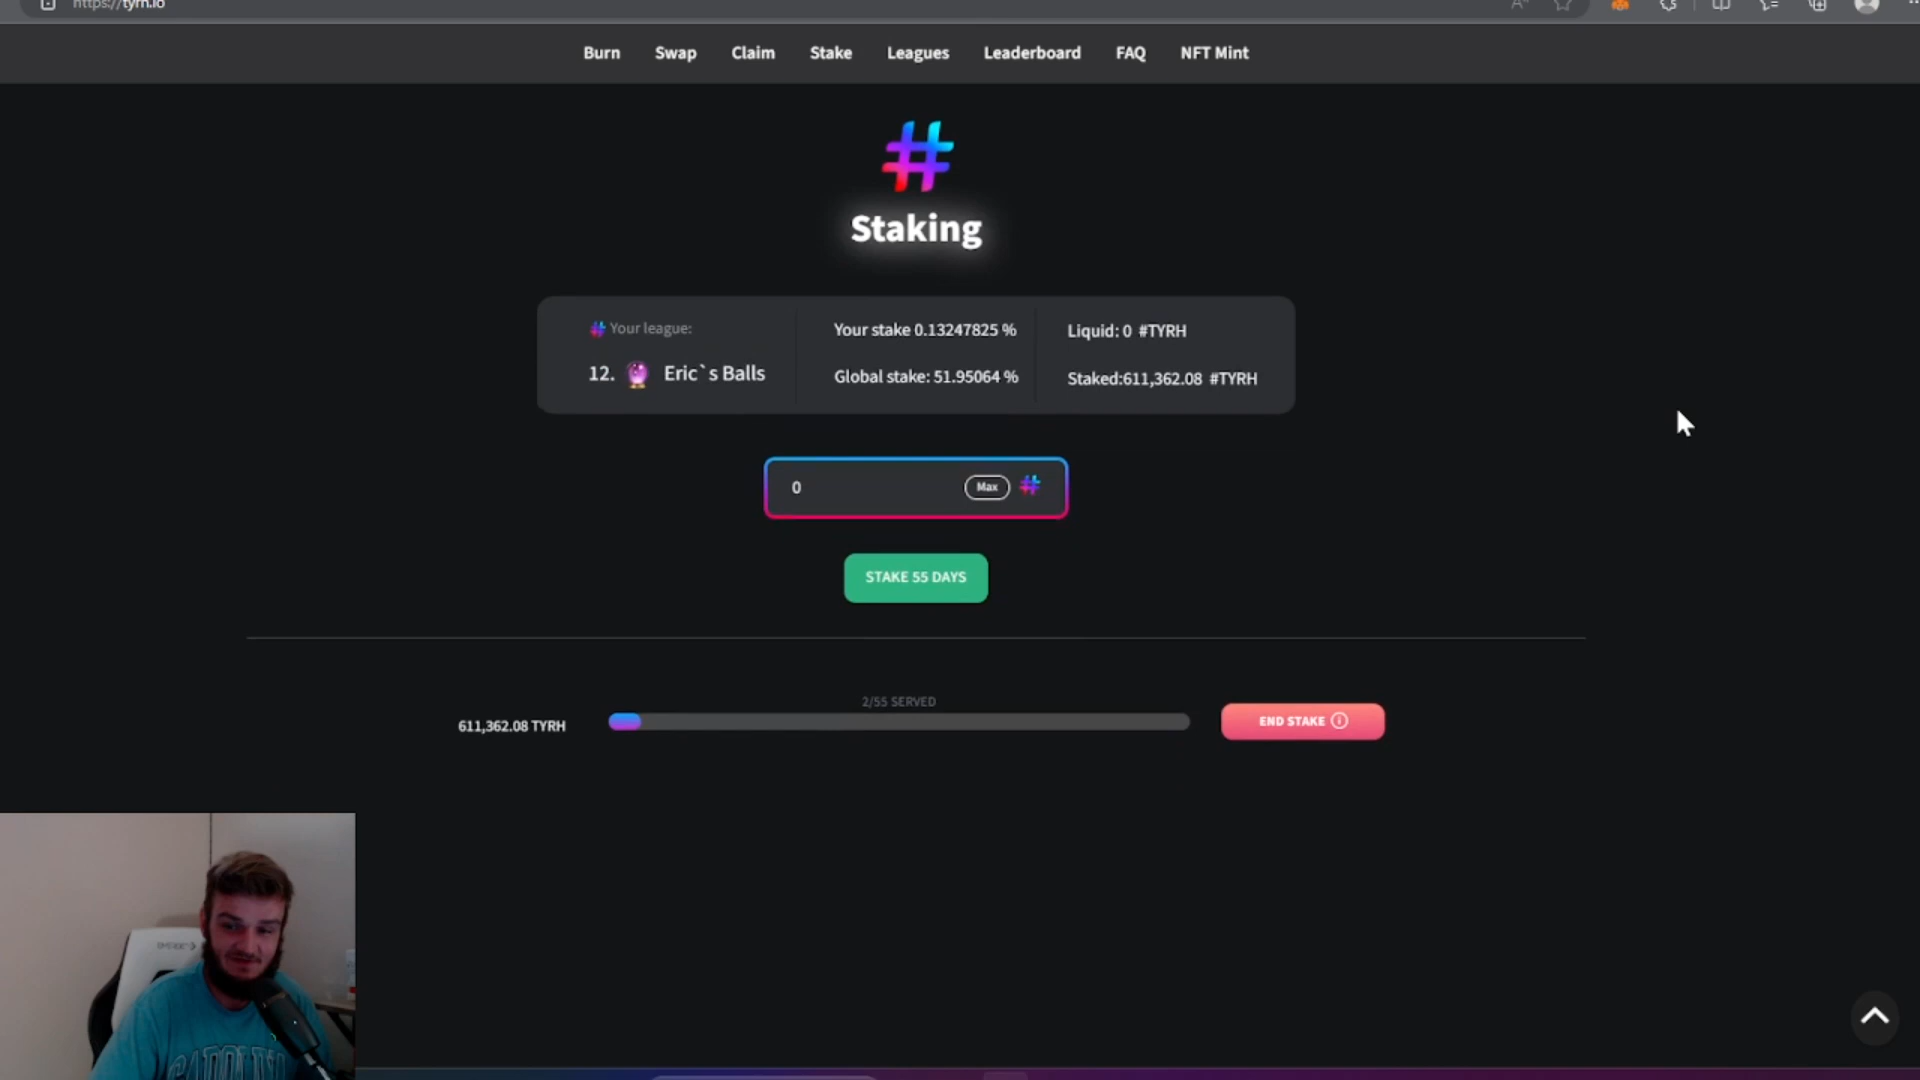 https://tyrh.io
Burn Swap Claim Stake Leagues Leaderboard FAQ NFT Mint
Staking
Your league:
12. Eric`s Balls
Your stake 0.13247825 %
Global stake: 51.95064 %
Liquid: 0 #TYRH
Staked:611,362.08 #TYRH
0 Max
STAKE 55 DAYS
2/55 SERVED
611,362.08 TYRH
END STAKE